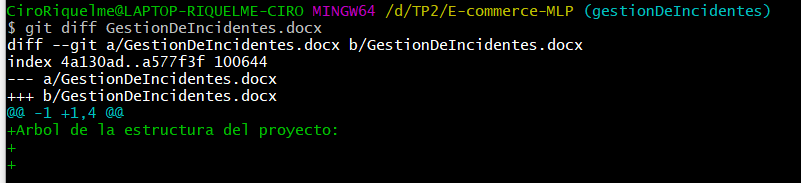 CiroRiquelme@LAPTOP-RIQUELME-CIRO MINGW64 /d/TP2/E-commerce-MLP (gestionDeIncidentes)
$ git diff GestionDeIncidentes.docx
diff --git a/GestionDeIncidentes.docx b/GestionDeIncidentes.docx
index 4a130ad..a577f3f 100644
--- a/GestionDeIncidentes.docx
+++ b/GestionDeIncidentes.docx
@@ -1 +1,4 @@
+Arbol de la estructura del proyecto:
+
+